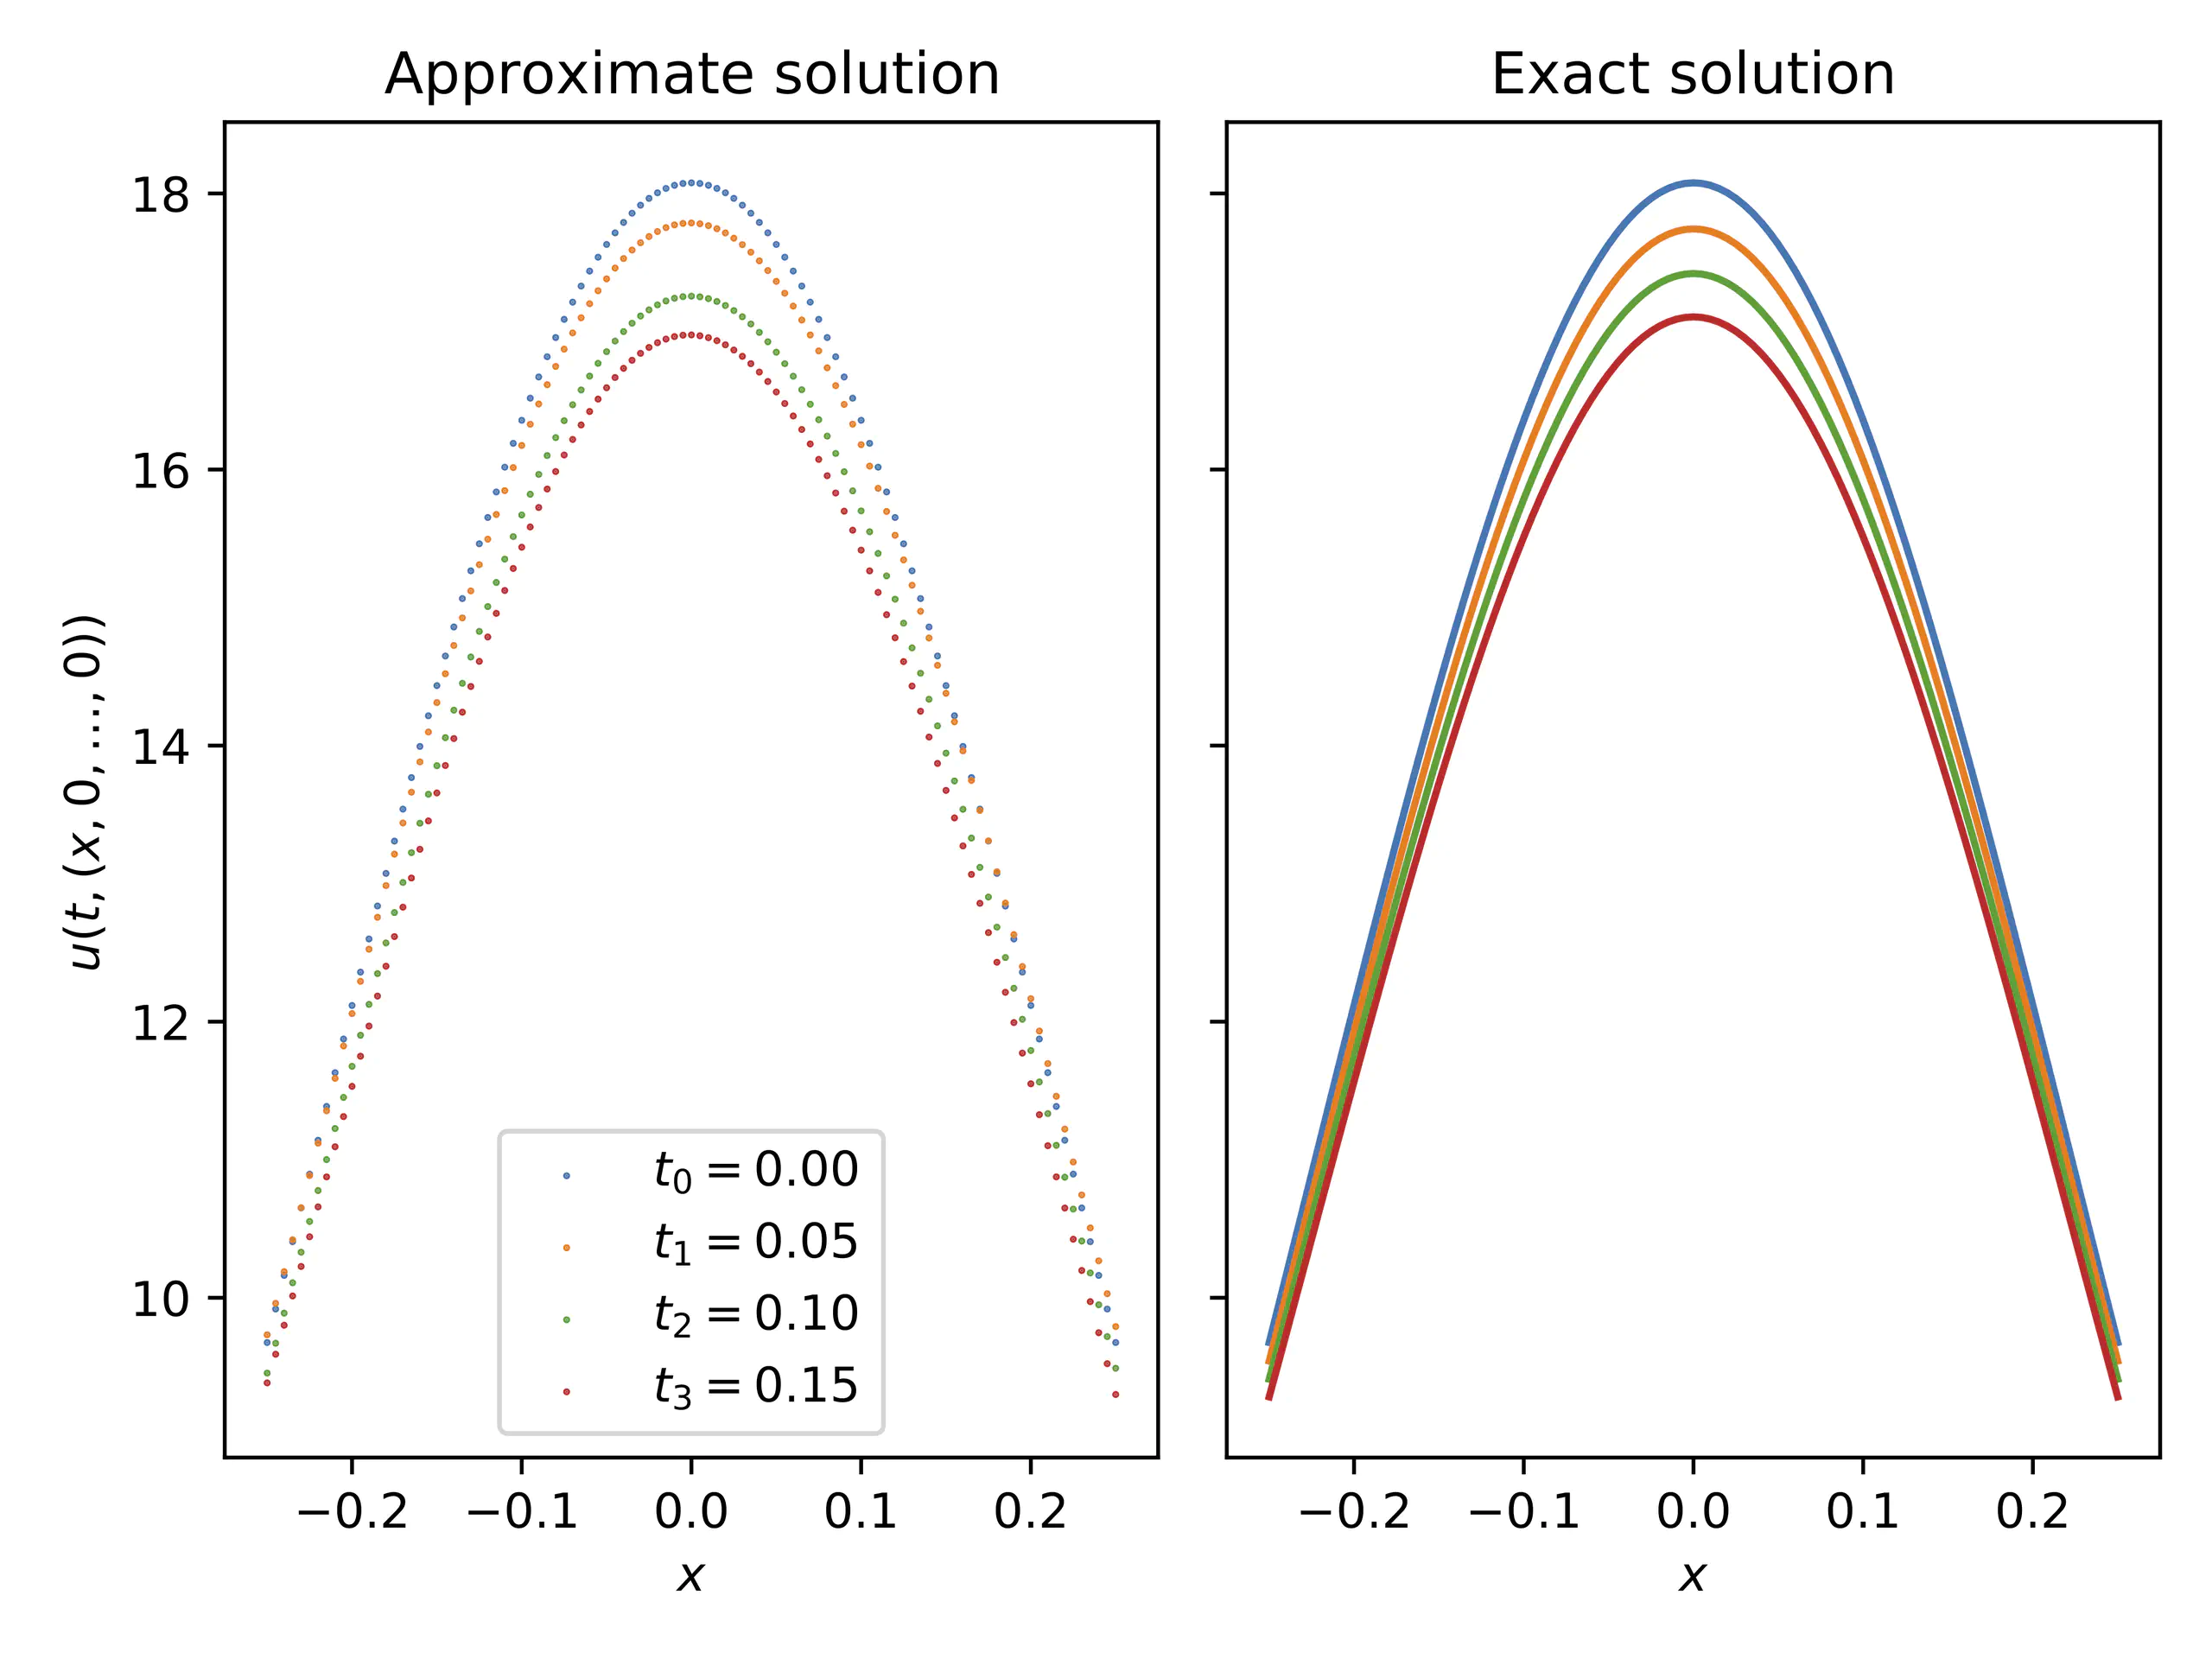 Approximate solution
Exact solution
u(t, (x, 0, ..., 0))
18
16
14
12
10
t₀ = 0.00
t₁ = 0.05
t₂ = 0.10
t₃ = 0.15
−0.2 −0.1 0.0 0.1 0.2
x
−0.2 −0.1 0.0 0.1 0.2
x